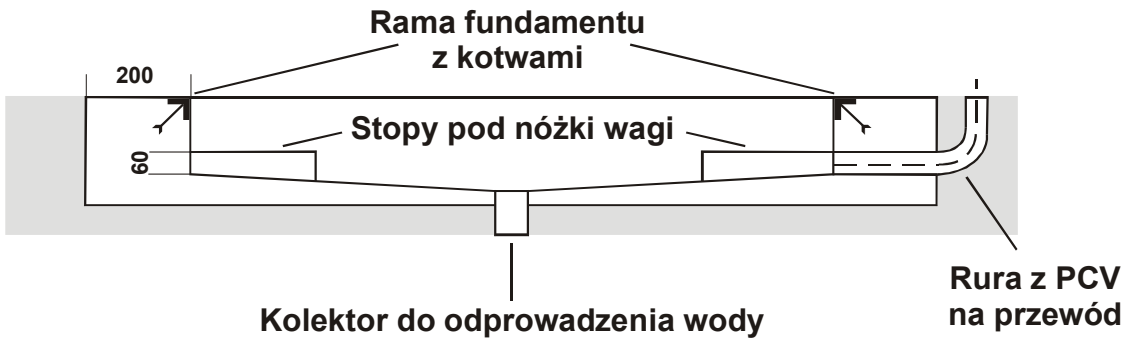 Rama fundamentu
z kotwami
200
Stopy pod nóżki wagi
60
Rura z PCV
na przewód
Kolektor do odprowadzenia wody